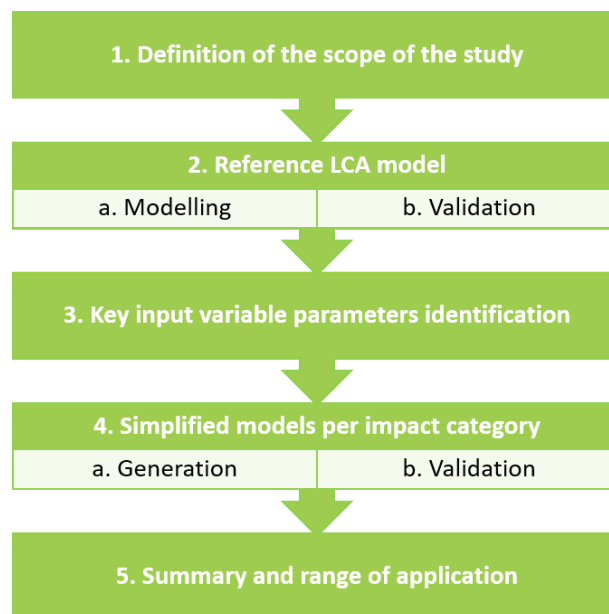 1. Definition of the scope of the study
2. Reference LCA model
a. Modelling
b. Validation
3. Key input variable parameters identification
4. Simplified models per impact category
a. Generation
b. Validation
5. Summary and range of application